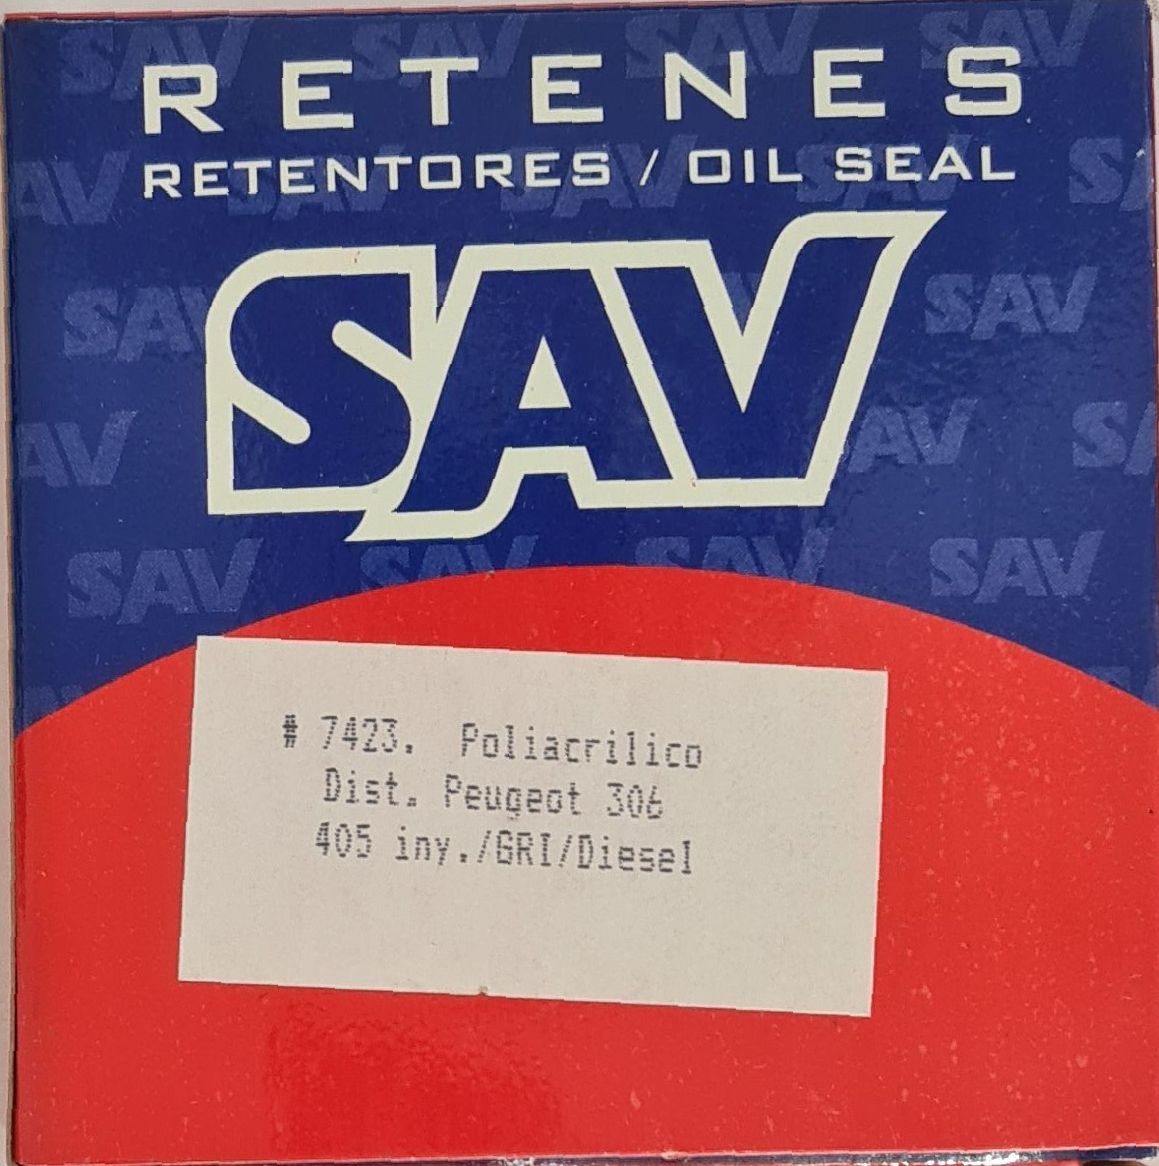 RETENES
RETENTORES / OIL SEAL
SAV
# 7423. Poliacrilico
Dist. Peugeot 306
405 iny./GRI/Diesel